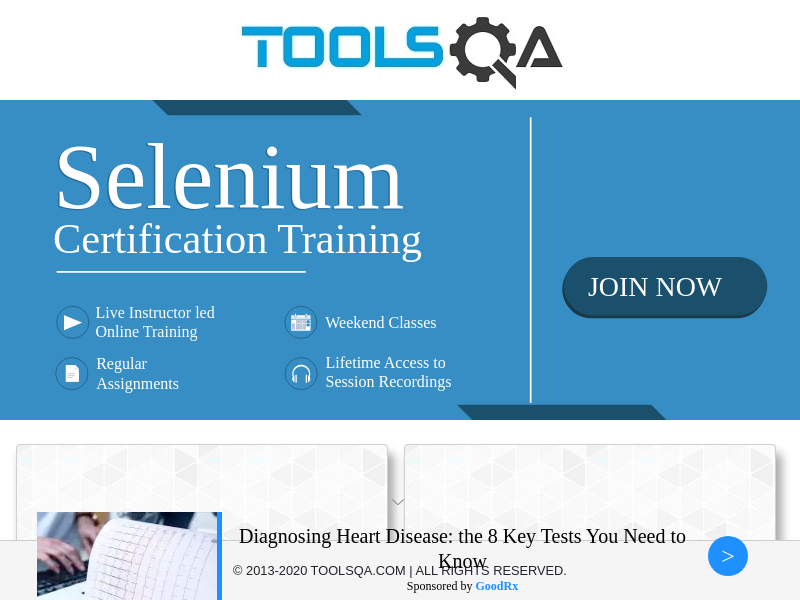 TOOLSQA
Selenium
Certification Training
Live Instructor led
Online Training
Weekend Classes
Regular
Assignments
Lifetime Access to
Session Recordings
JOIN NOW
Diagnosing Heart Disease: the 8 Key Tests You Need to
Know
>
© 2013-2020 TOOLSQA.COM | ALL RIGHTS RESERVED.
Sponsored by GoodRx